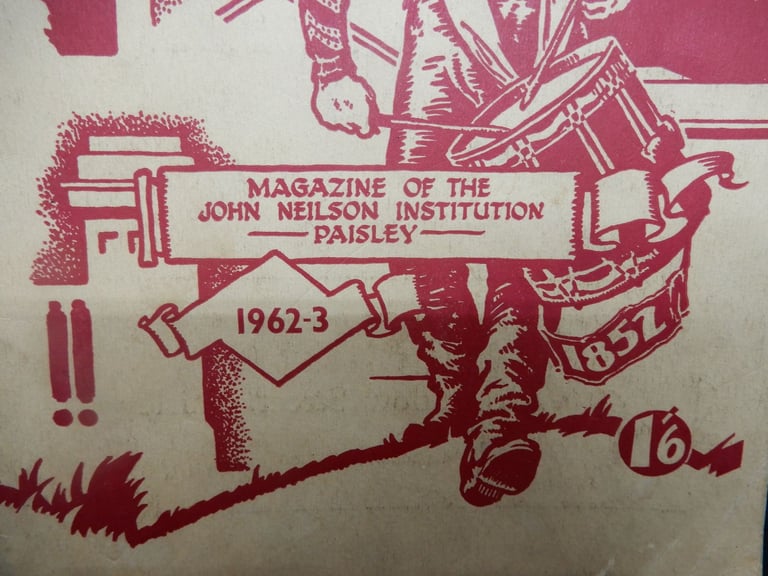 MAGAZINE OF THE
JOHN NEILSON INSTITUTION
PAISLEY
1962-3
1852
1/6
!!